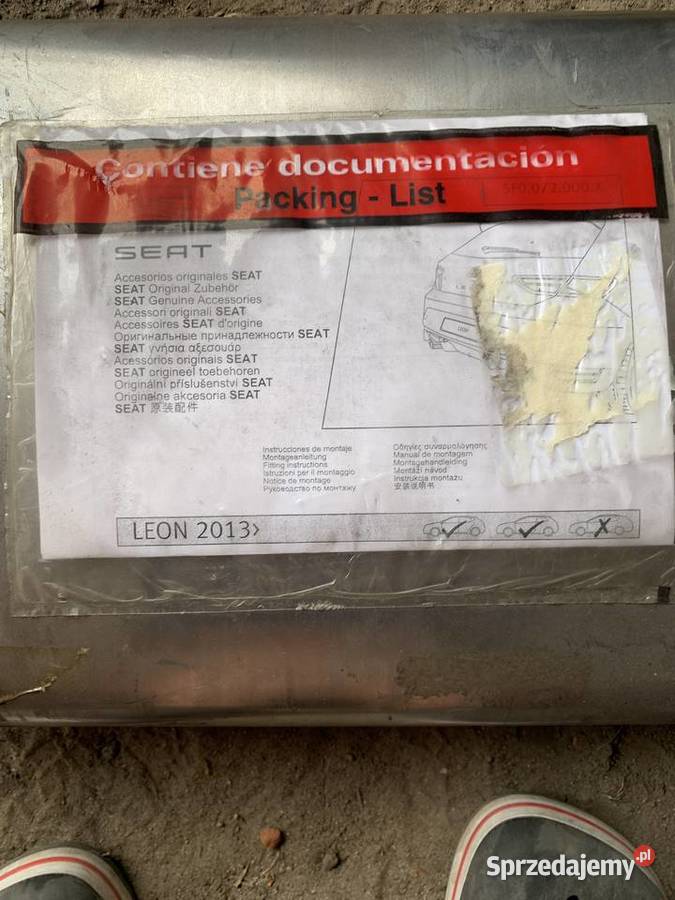 Contiene documentación
Packing - List
SEAT
Accesorios originales SEAT
SEAT Original Zubehör
SEAT Genuine Accessories
Accessori originali SEAT
Accessoires SEAT d'origine
Оригинальные принадлежности SEAT
SEAT γνήσια αξεσουάρ
Acessórios originais SEAT
SEAT origineel toebehoren
Originální příslušenství SEAT
Originalne akcesoria SEAT
SEAT 原装配件
LEON
Instrucciones de montaje
Montageanleitung
Fitting instructions
Istruzioni per il montaggio
Notice de montage
Руководство по монтажу
Οδηγίες συναρμολόγησης
Manual de montagem
Montagehandleiding
Montážní návod
Instrukcja montażu
安装说明书
LEON 2013>
Sprzedajemy.pl